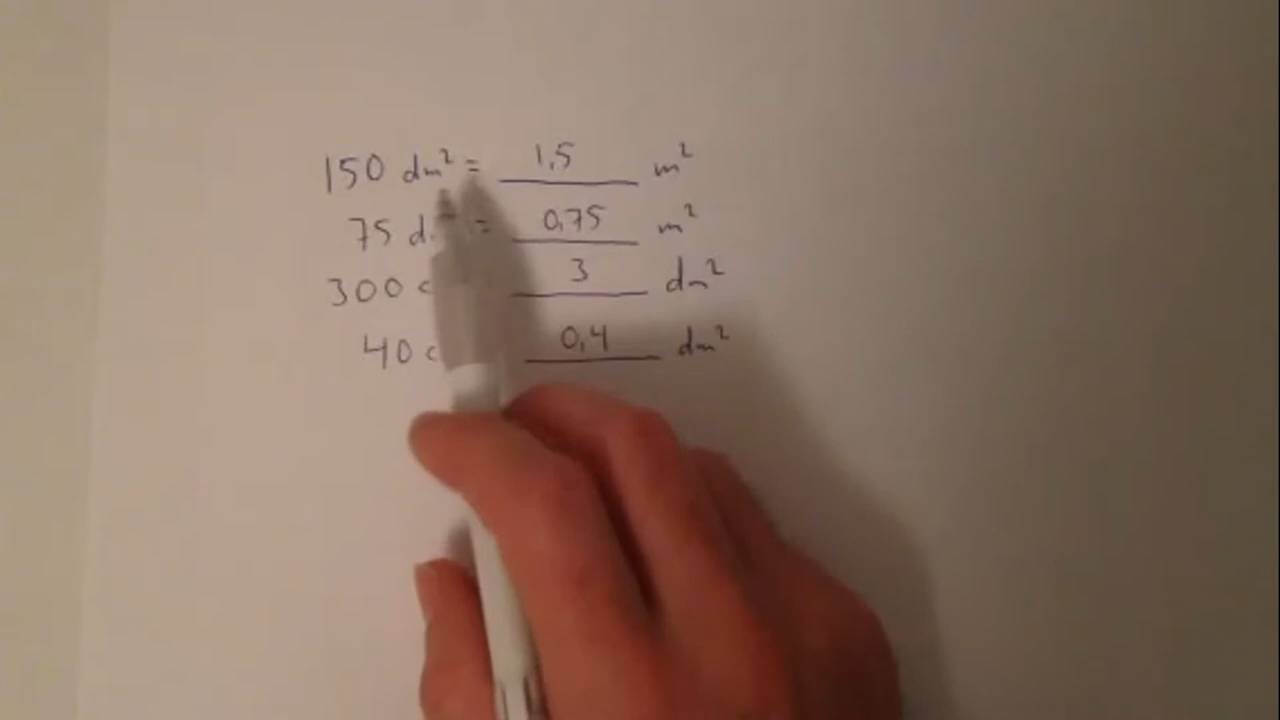 150 dm² = 1,5 m²
75 = 0,75 m²
300 3 dm²
40 0,4 dm²